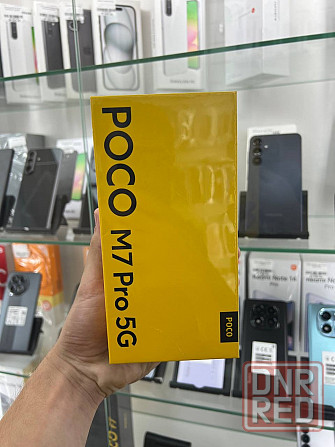 POCO M7 Pro 5G
POCO
Redmi Note 14
DNR
RED